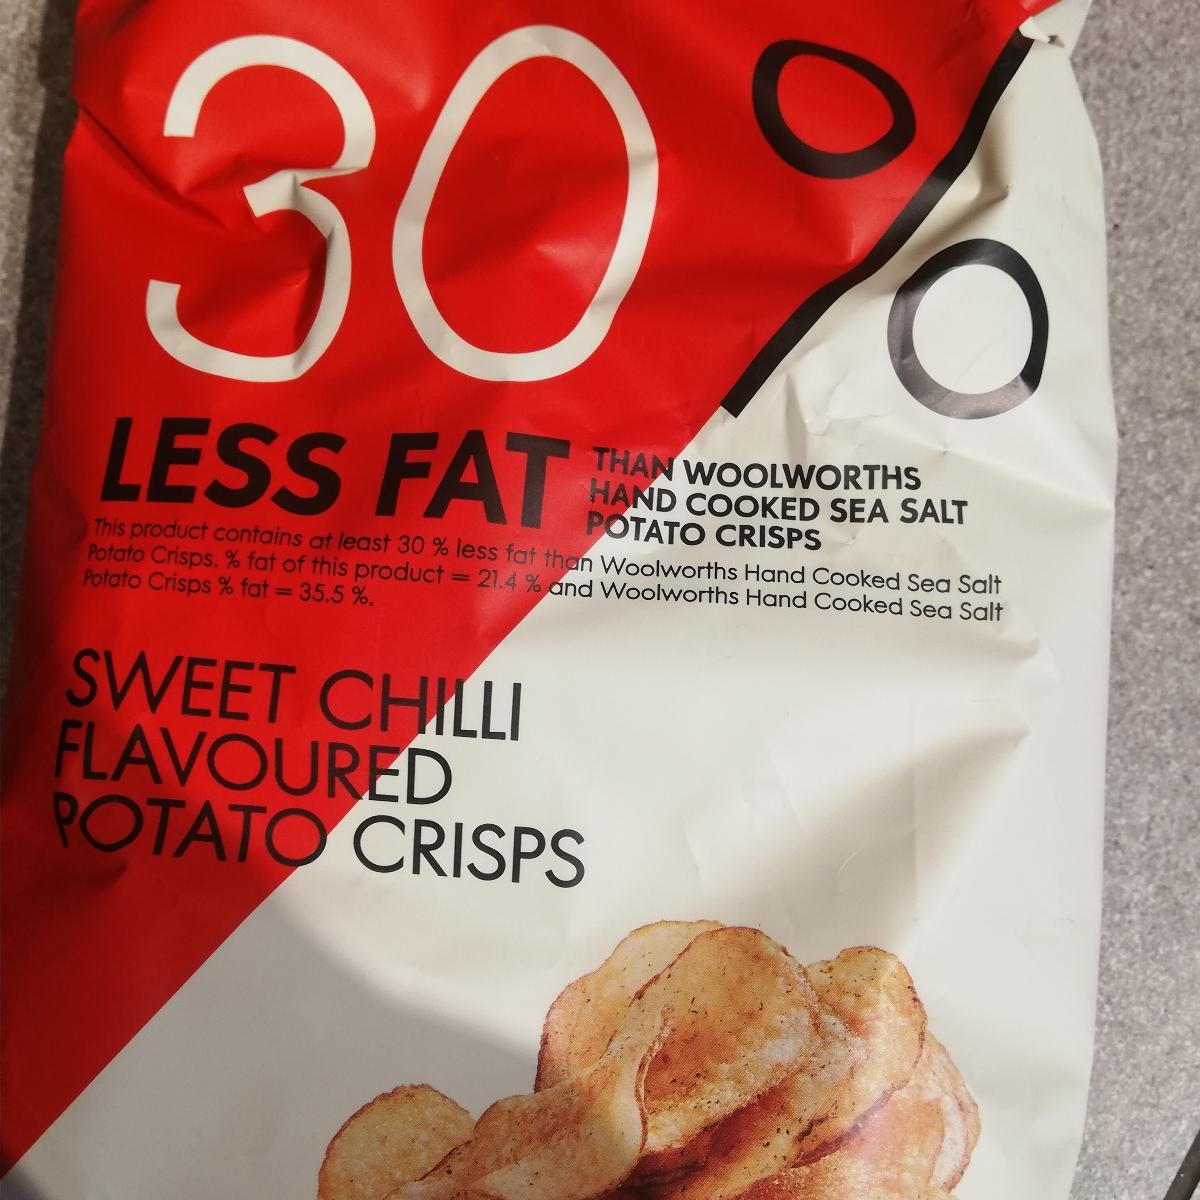 30%
LESS FAT
THAN WOOLWORTHS
HAND COOKED SEA SALT
POTATO CRISPS
This product contains at least 30 % less fat than Woolworths Hand Cooked Sea Salt
Potato Crisps. % fat of this product = 21.4 % and Woolworths Hand Cooked Sea Salt
Potato Crisps % fat = 35.5 %.
SWEET CHILLI
FLAVOURED
POTATO CRISPS